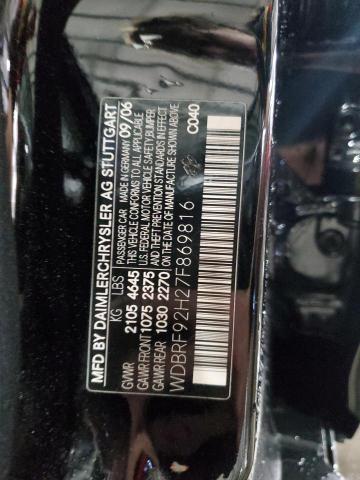 MFD BY DAIMLERCHRYSLER AG STUTTGART
PASSENGER CAR MADE IN GERMANY 09/06
KG LBS THIS VEHICLE CONFORMS TO ALL APPLICABLE
GVWR 2105 4645 U.S. FEDERAL MOTOR VEHICLE SAFETY/BUMPER
GAWR FRONT 1075 2375 AND THEFT PREVENTION STANDARDS IN EFFECT
GAWR REAR 1030 2270 ON THE DATE OF MANUFACTURE SHOWN ABOVE
C040
WDBRF92H27F869816